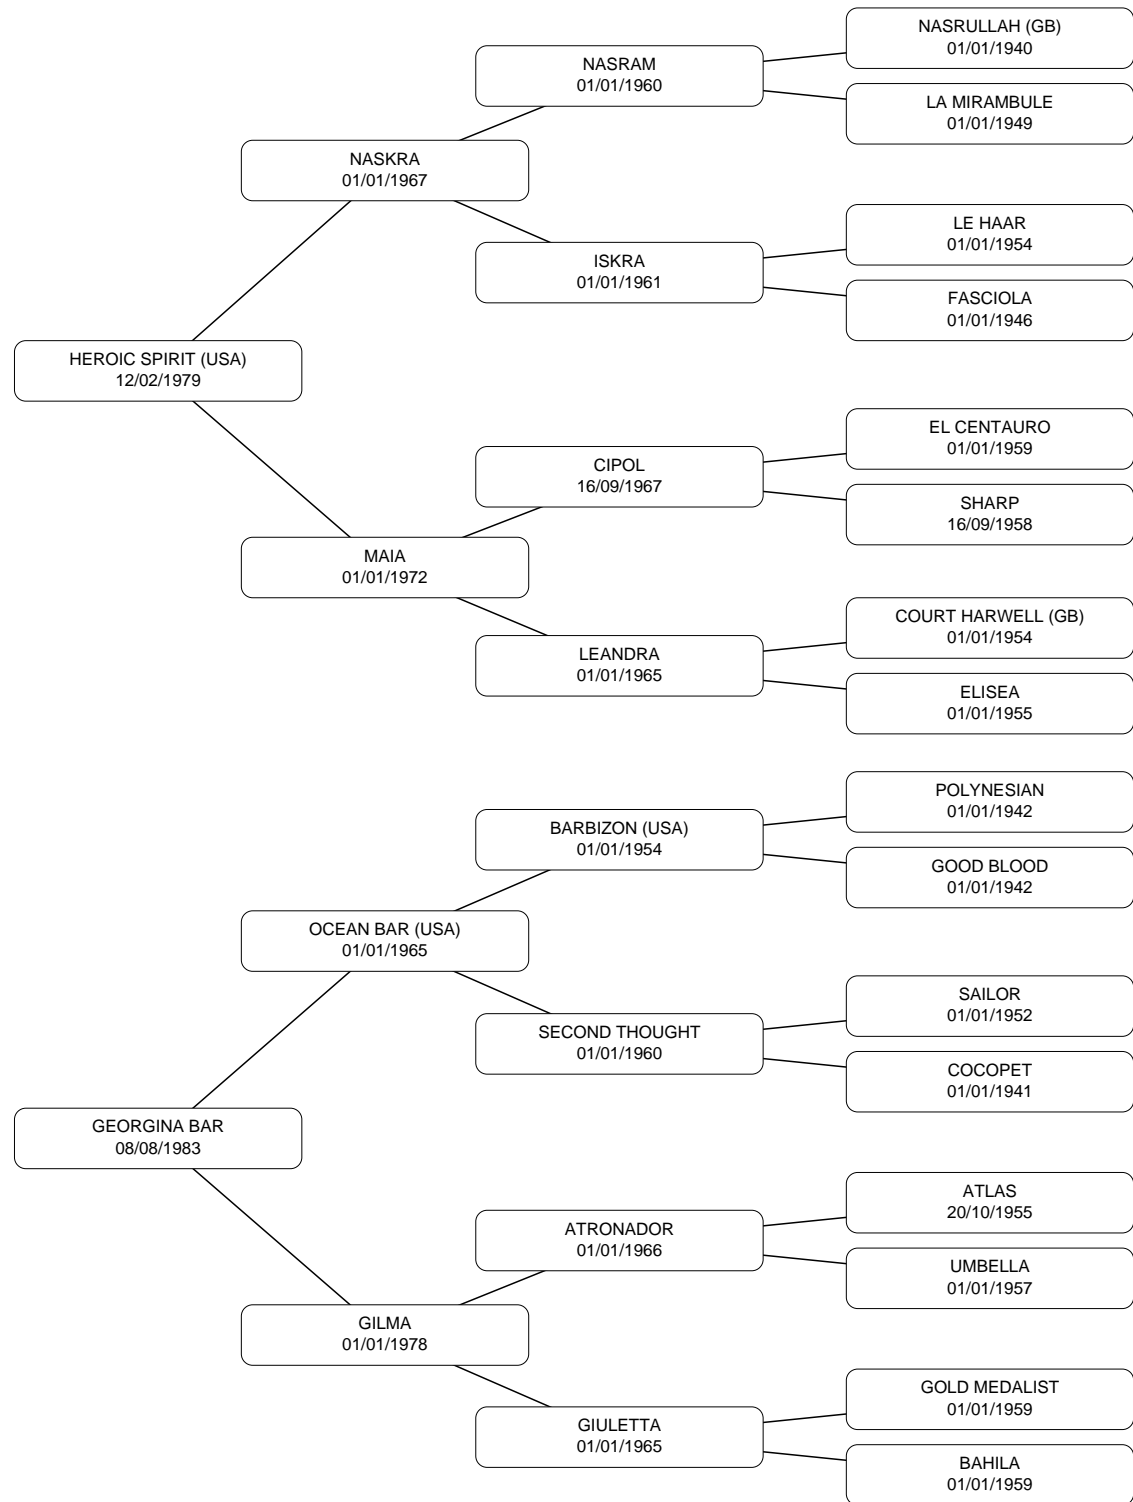 NASRULLAH (GB)
01/01/1940
NASRAM
01/01/1960
LA MIRAMBULE
01/01/1949
NASKRA
01/01/1967
LE HAAR
01/01/1954
ISKRA
01/01/1961
FASCIOLA
01/01/1946
HEROIC SPIRIT (USA)
12/02/1979
EL CENTAURO
01/01/1959
CIPOL
16/09/1967
SHARP
16/09/1958
MAIA
01/01/1972
COURT HARWELL (GB)
01/01/1954
LEANDRA
01/01/1965
ELISEA
01/01/1955
POLYNESIAN
01/01/1942
BARBIZON (USA)
01/01/1954
GOOD BLOOD
01/01/1942
OCEAN BAR (USA)
01/01/1965
SAILOR
01/01/1952
SECOND THOUGHT
01/01/1960
COCOPET
01/01/1941
GEORGINA BAR
08/08/1983
ATLAS
20/10/1955
ATRONADOR
01/01/1966
UMBELLA
01/01/1957
GILMA
01/01/1978
GOLD MEDALIST
01/01/1959
GIULETTA
01/01/1965
BAHILA
01/01/1959